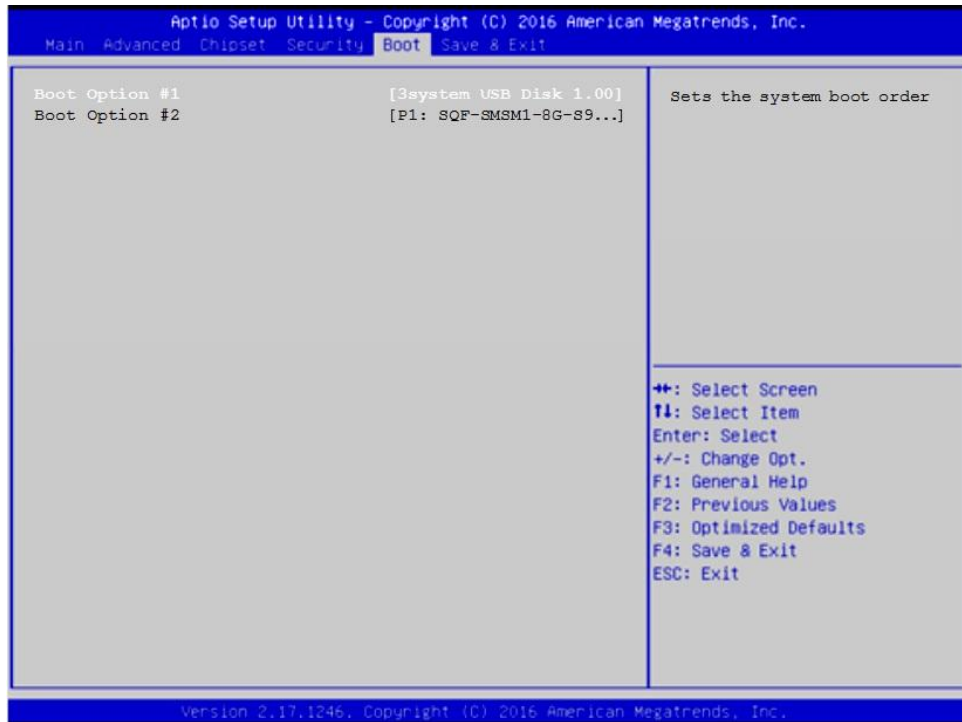 Aptio Setup Utility - Copyright (C) 2016 American Megatrends, Inc.
Main Advanced Chipset Security Boot Save & Exit
Boot Option #1 [3system USB Disk 1.00]
Boot Option #2 [P1: SQF-SMSM1-8G-S9...]
Sets the system boot order
→←: Select Screen
↑↓: Select Item
Enter: Select
+/-: Change Opt.
F1: General Help
F2: Previous Values
F3: Optimized Defaults
F4: Save & Exit
ESC: Exit
Version 2.17.1246. Copyright (C) 2016 American Megatrends, Inc.